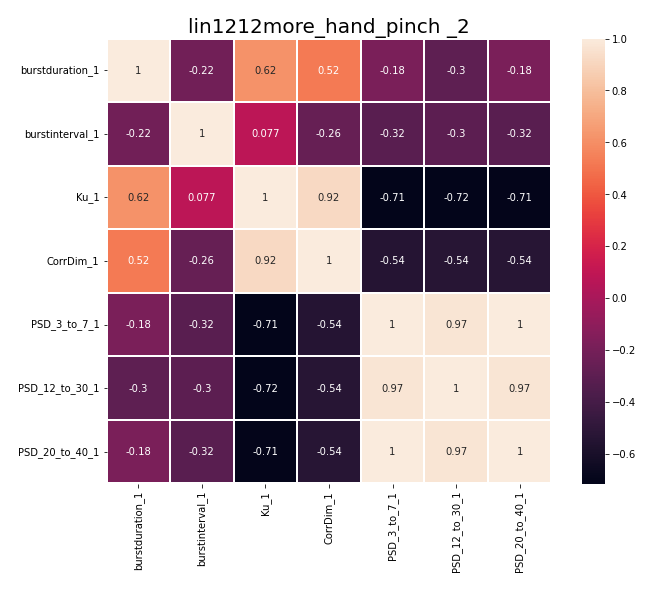 lin1212more_hand_pinch _2
burstduration_1 1 -0.22 0.62 0.52 -0.18 -0.3 -0.18
burstinterval_1 -0.22 1 0.077 -0.26 -0.32 -0.3 -0.32
Ku_1 0.62 0.077 1 0.92 -0.71 -0.72 -0.71
CorrDim_1 0.52 -0.26 0.92 1 -0.54 -0.54 -0.54
PSD_3_to_7_1 -0.18 -0.32 -0.71 -0.54 1 0.97 1
PSD_12_to_30_1 -0.3 -0.3 -0.72 -0.54 0.97 1 0.97
PSD_20_to_40_1 -0.18 -0.32 -0.71 -0.54 1 0.97 1
burstduration_1
burstinterval_1
Ku_1
CorrDim_1
PSD_3_to_7_1
PSD_12_to_30_1
PSD_20_to_40_1
1.0
0.8
0.6
0.4
0.2
0.0
−0.2
−0.4
−0.6